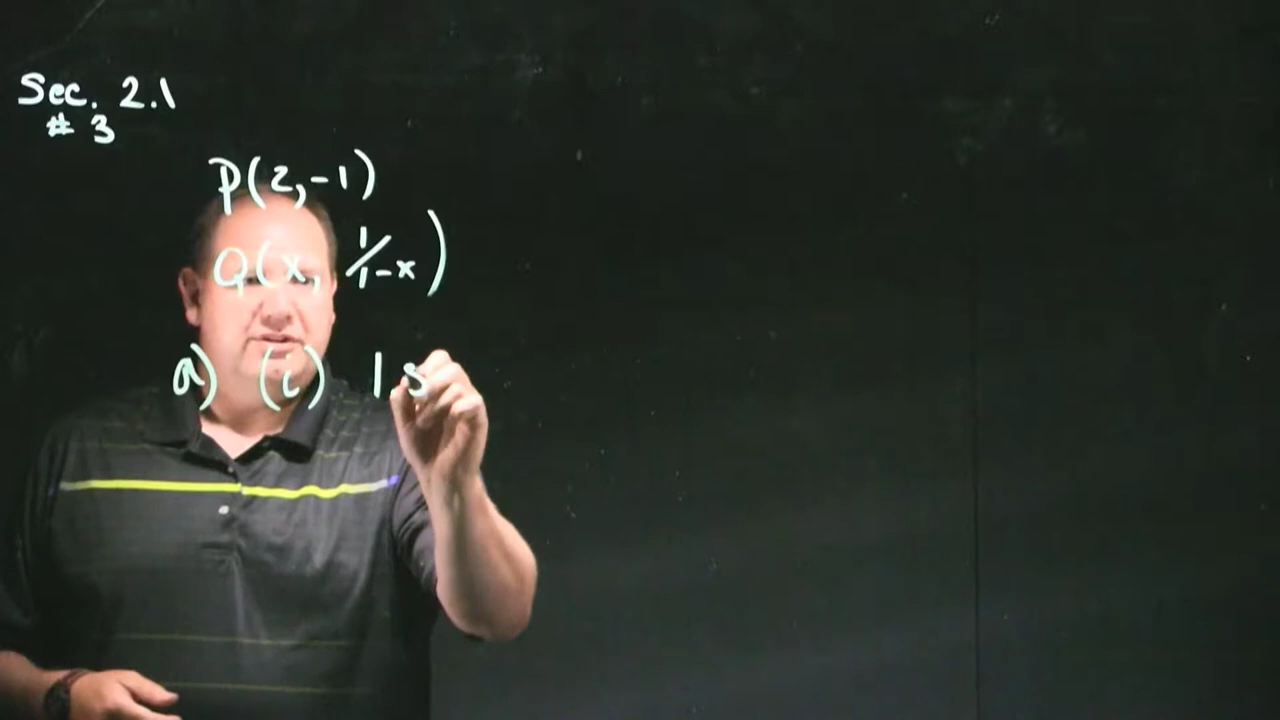 Sec. 2.1
# 3
P(2,-1)
Q(x, 1/1-x)
a) (i) 1.5